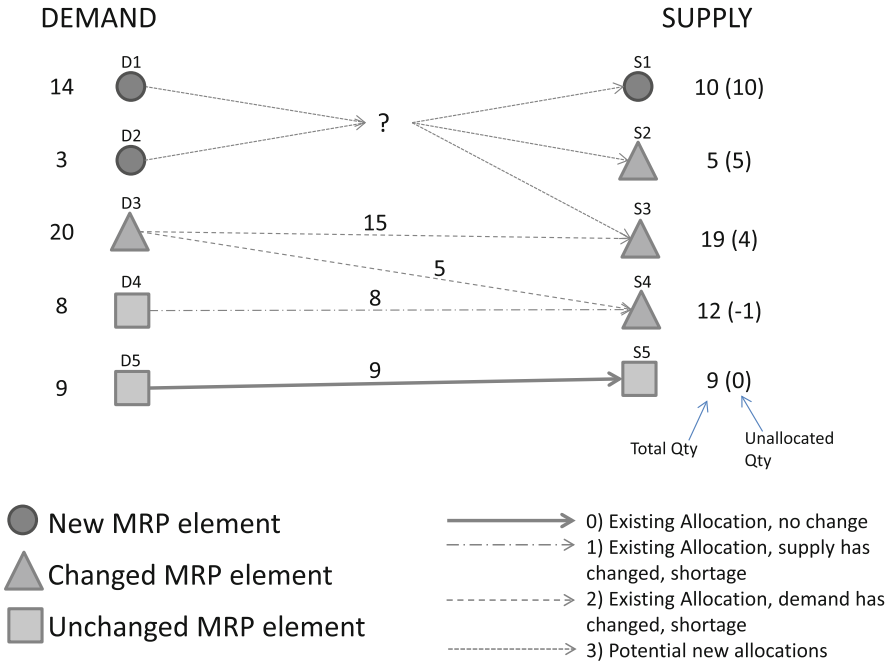 DEMAND SUPPLY
D1 S1
14 10 (10)
?
D2 S2
3 5 (5)
D3 S3
20 15 19 (4)
5
D4 S4
8 8 12 (-1)
D5 S5
9 9 9 (0)
Total Qty
Unallocated
Qty
New MRP element
Changed MRP element
Unchanged MRP element
0) Existing Allocation, no change
1) Existing Allocation, supply has
changed, shortage
2) Existing Allocation, demand has
changed, shortage
3) Potential new allocations